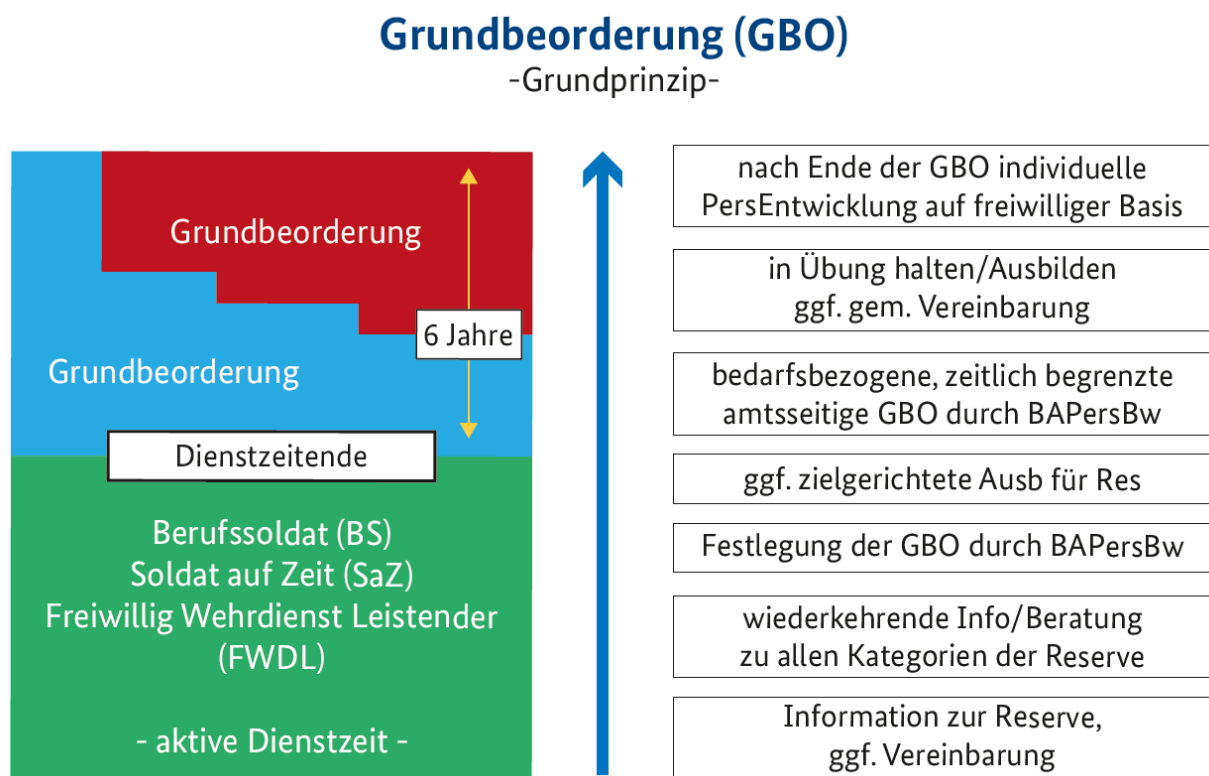 Grundbeorderung (GBO)
-Grundprinzip-
Grundbeorderung
6 Jahre
Grundbeorderung
Dienstzeitende
Berufssoldat (BS)
Soldat auf Zeit (SaZ)
Freiwillig Wehrdienst Leistender
(FWDL)
- aktive Dienstzeit -
nach Ende der GBO individuelle
PersEntwicklung auf freiwilliger Basis
in Übung halten/Ausbilden
ggf. gem. Vereinbarung
bedarfsbezogene, zeitlich begrenzte
amtsseitige GBO durch BAPersBw
ggf. zielgerichtete Ausb für Res
Festlegung der GBO durch BAPersBw
wiederkehrende Info/Beratung
zu allen Kategorien der Reserve
Information zur Reserve,
ggf. Vereinbarung